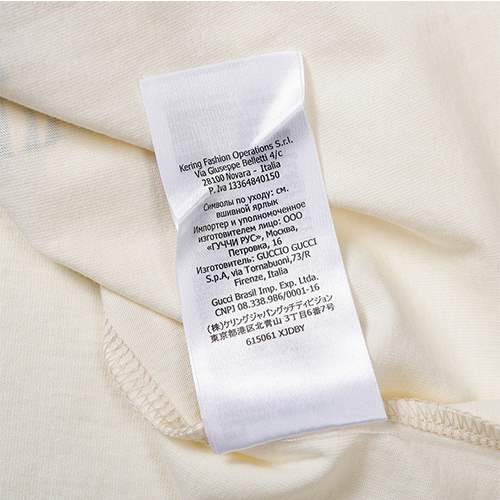 Kering Fashion Operations S.r.l.
Via Giuseppe Belletti 4/c
28100 Novara - Italia
P. Iva 13364840150
Символы по уходу: см.
вшивной ярлык
Импортер и уполномоченное
изготовителем лицо: ООО
«ГУЧЧИ РУС», Москва,
Петровка, 16
Изготовитель: GUCCIO GUCCI
S.p.A, via Tornabuoni,73/R
Firenze, Italia
Gucci Brasil Imp. Exp. Ltda.
CNPJ 08.338.986/0001-16
(株)ケリングジャパングッチディビジョン
東京都港区北青山 3丁目6番7号
615061 XJDBY